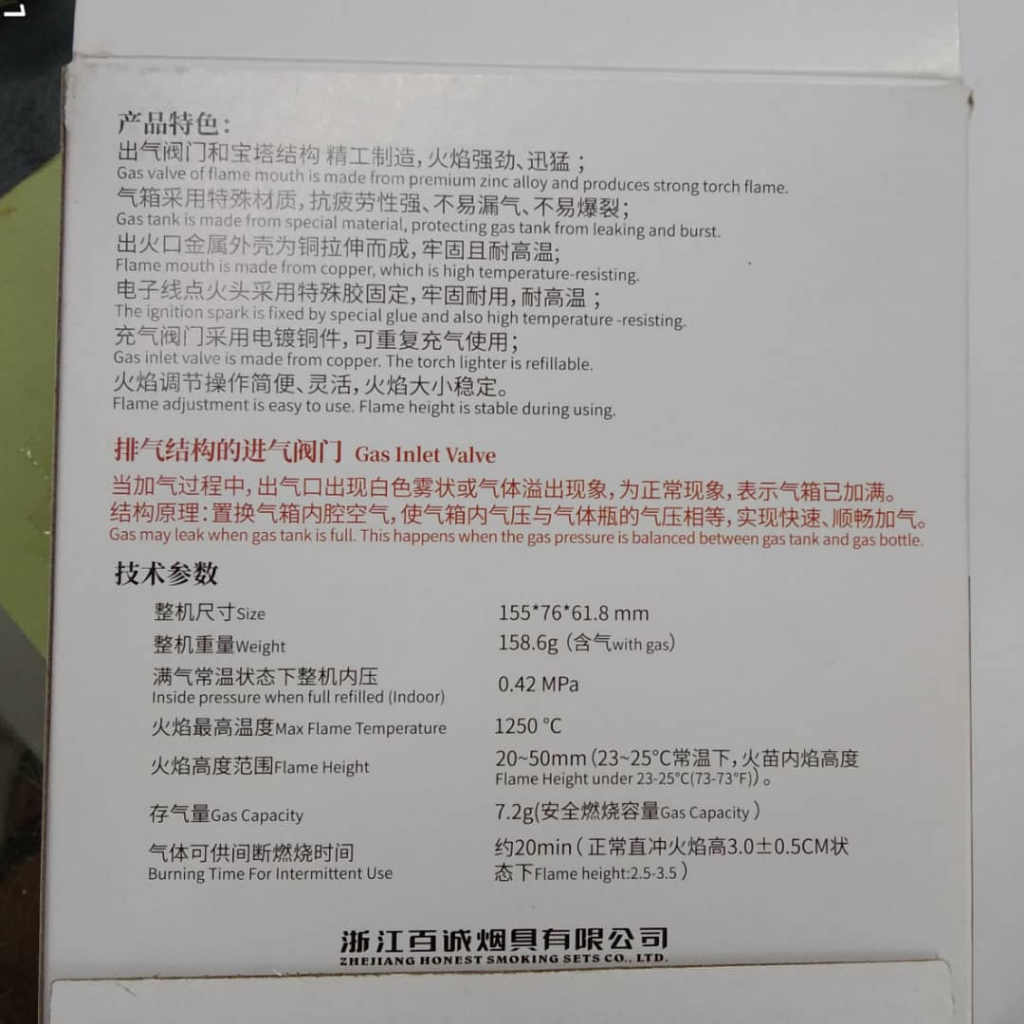 产品特色：
出气阀门和宝塔结构 精工制造，火焰强劲、迅猛；
Gas valve of flame mouth is made from premium zinc alloy and produces strong torch flame.
气箱采用特殊材质，抗疲劳性强、不易漏气、不易爆裂；
Gas tank is made from special material, protecting gas tank from leaking and burst.
出火口金属外壳为铜拉伸而成，牢固且耐高温;
Flame mouth is made from copper, which is high temperature-resisting.
电子线点火头采用特殊胶固定，牢固耐用，耐高温；
The ignition spark is fixed by special glue and also high temperature -resisting.
充气阀门采用电镀铜件，可重复充气使用；
Gas inlet valve is made from copper. The torch lighter is refillable.
火焰调节操作简便、灵活，火焰大小稳定。
Flame adjustment is easy to use. Flame height is stable during using.
排气结构的进气阀门 Gas Inlet Valve
当加气过程中，出气口出现白色雾状或气体溢出现象，为正常现象，表示气箱已加满。
结构原理：置换气箱内腔空气，使气箱内气压与气体瓶的气压相等，实现快速、顺畅加气。
Gas may leak when gas tank is full. This happens when the gas pressure is balanced between gas tank and gas bottle.
技术参数
整机尺寸Size 155*76*61.8 mm
整机重量Weight 158.6g（含气with gas）
满气常温状态下整机内压
Inside pressure when full refilled (Indoor) 0.42 MPa
火焰最高温度Max Flame Temperature 1250 °C
火焰高度范围Flame Height 20~50mm（23~25°C常温下，火苗内焰高度
Flame Height under 23-25°C(73-73°F)）。
存气量Gas Capacity 7.2g(安全燃烧容量Gas Capacity）
气体可供间断燃烧时间 约20min（正常直冲火焰高3.0±0.5CM状
Burning Time For Intermittent Use 态下Flame height:2.5-3.5）
浙江百诚烟具有限公司
ZHEJIANG HONEST SMOKING SETS CO., LTD.